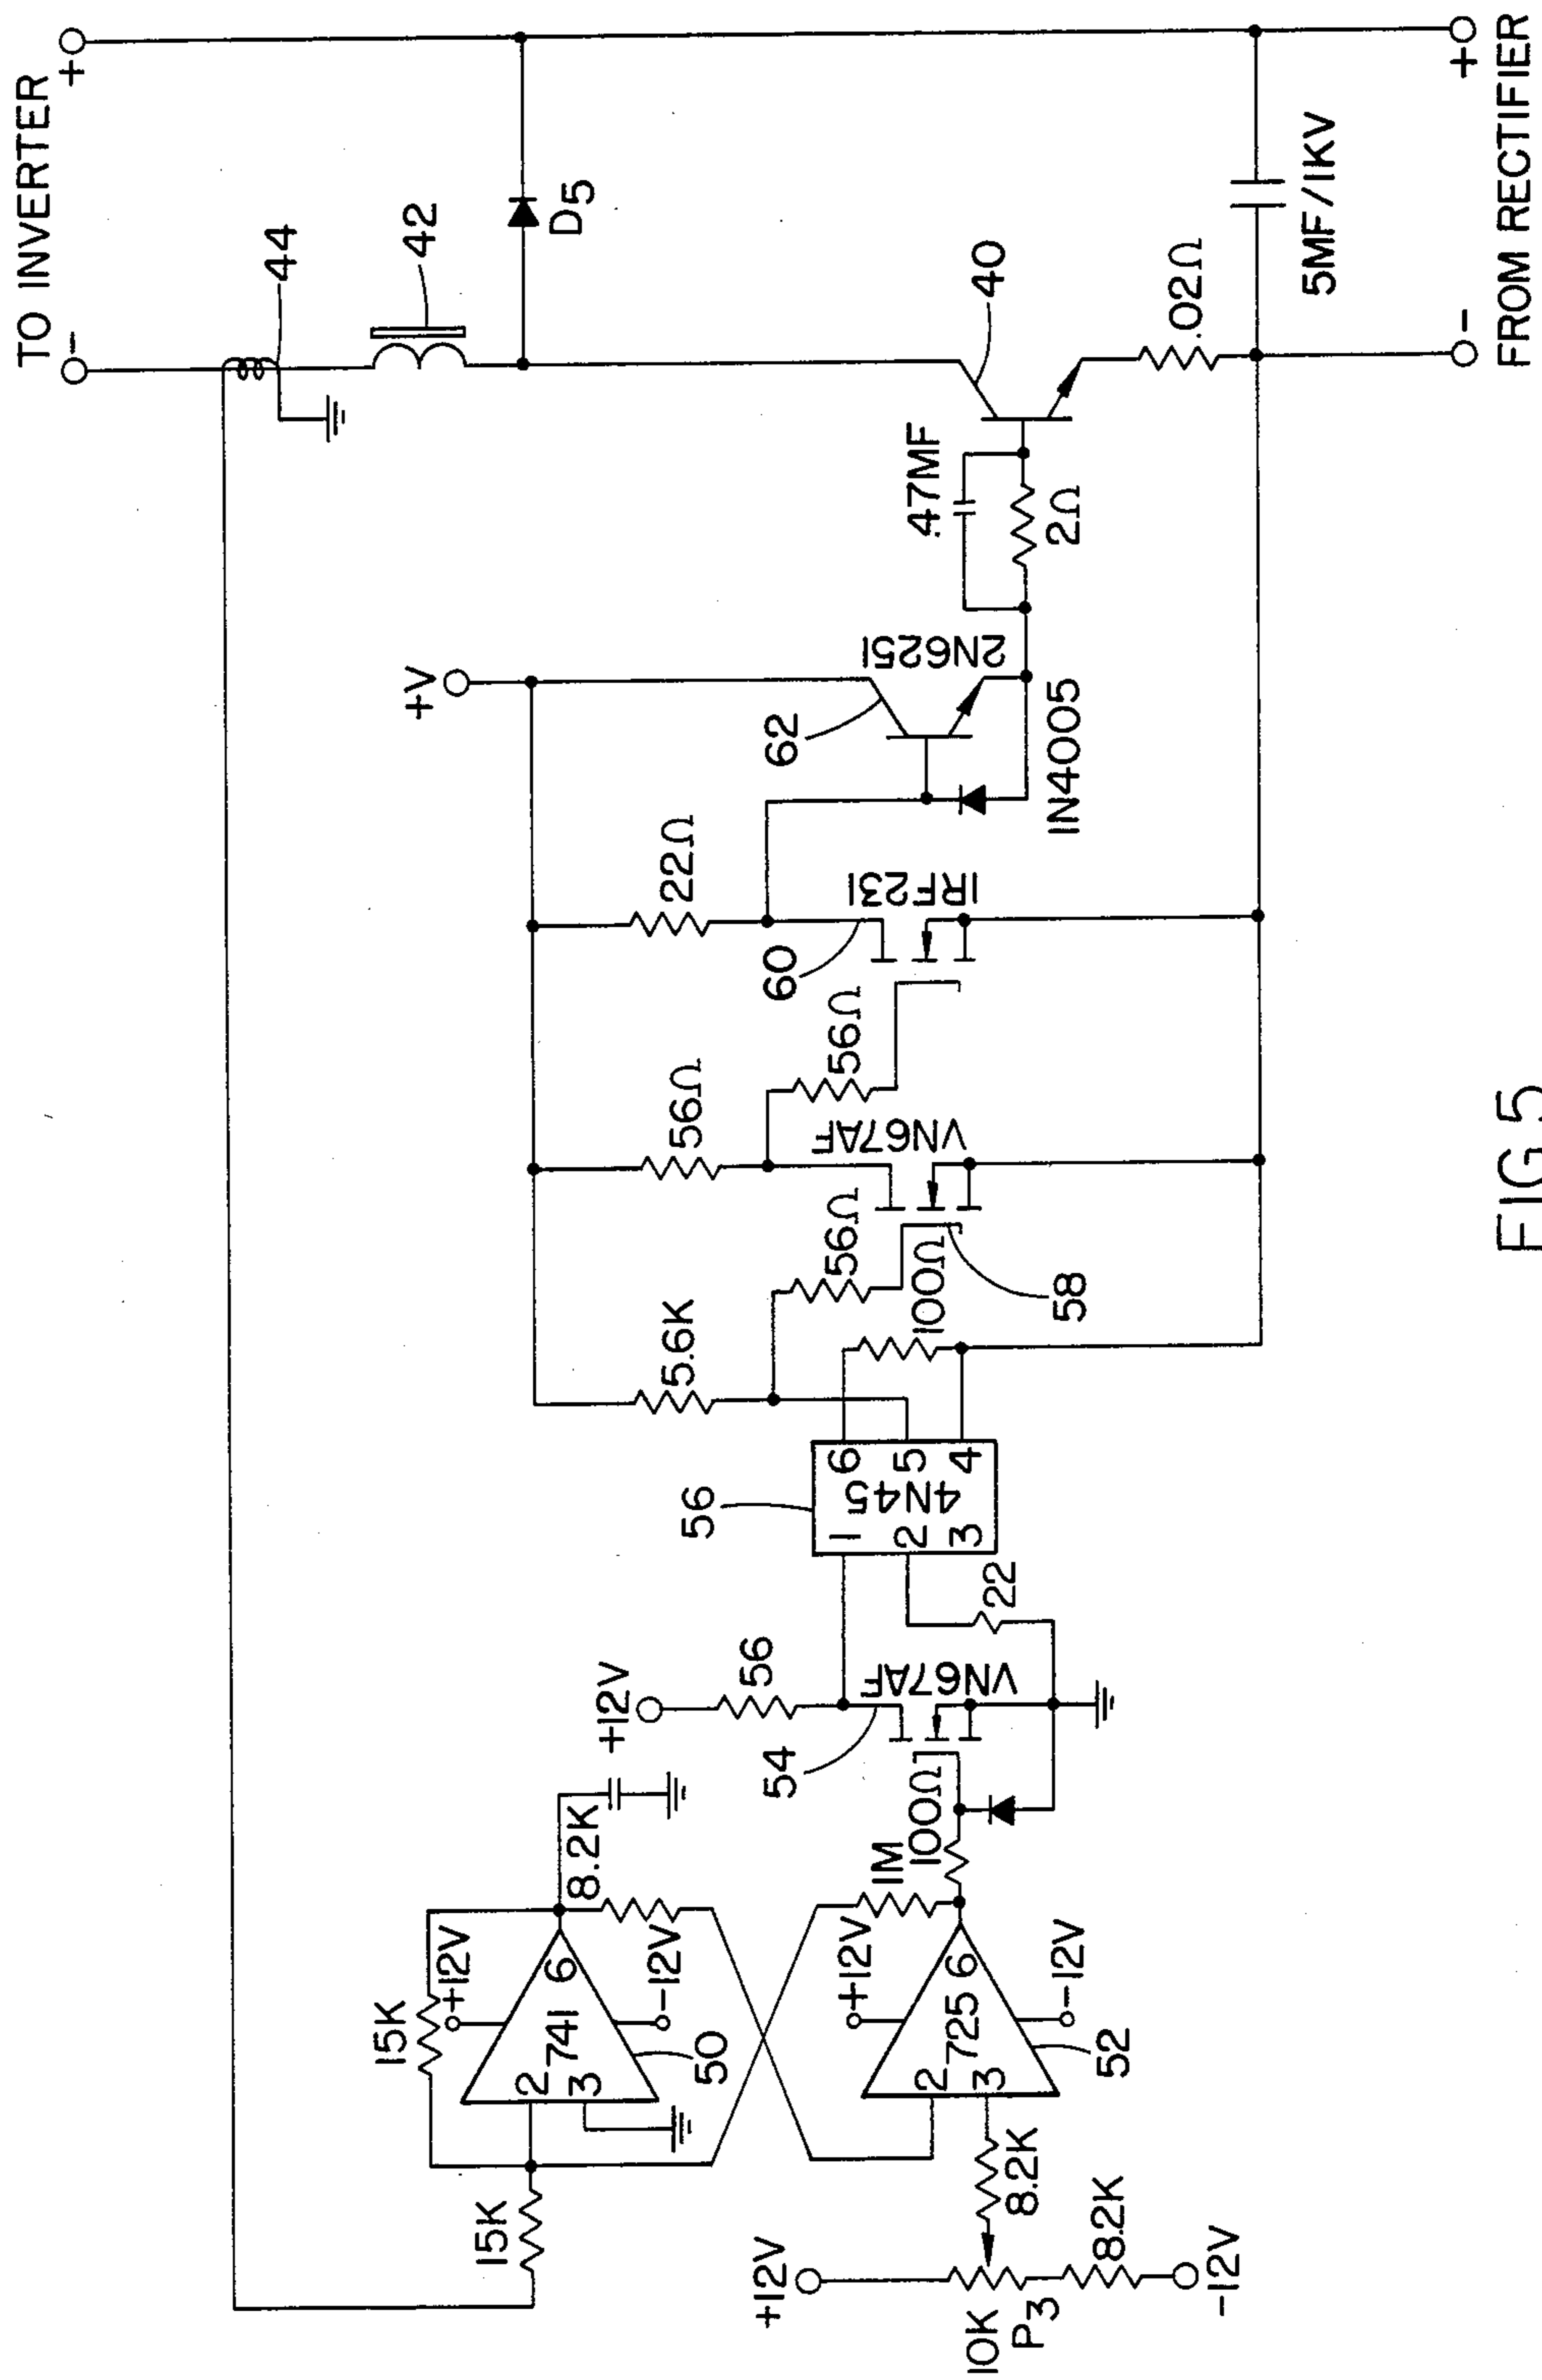 TO INVERTER
-
+
44
42
D5
40
.02Ω
5MF/1KV
-
+
FROM RECTIFIER
.47MF
2Ω
+V
62
2N6251
1N4005
22Ω
60
IRF231
56Ω
56Ω
VN67AF
56Ω
100Ω
58
5.6K
56
6
5
4
4N45
1
2
3
22
+12V
56
54
VN67AF
100Ω
1M
8.2K
15K
+12V
741
6
2
3
-12V
50
15K
+12V
725
6
2
3
-12V
52
8.2K
+12V
10K
P3
8.2K
-12V
FIG.5